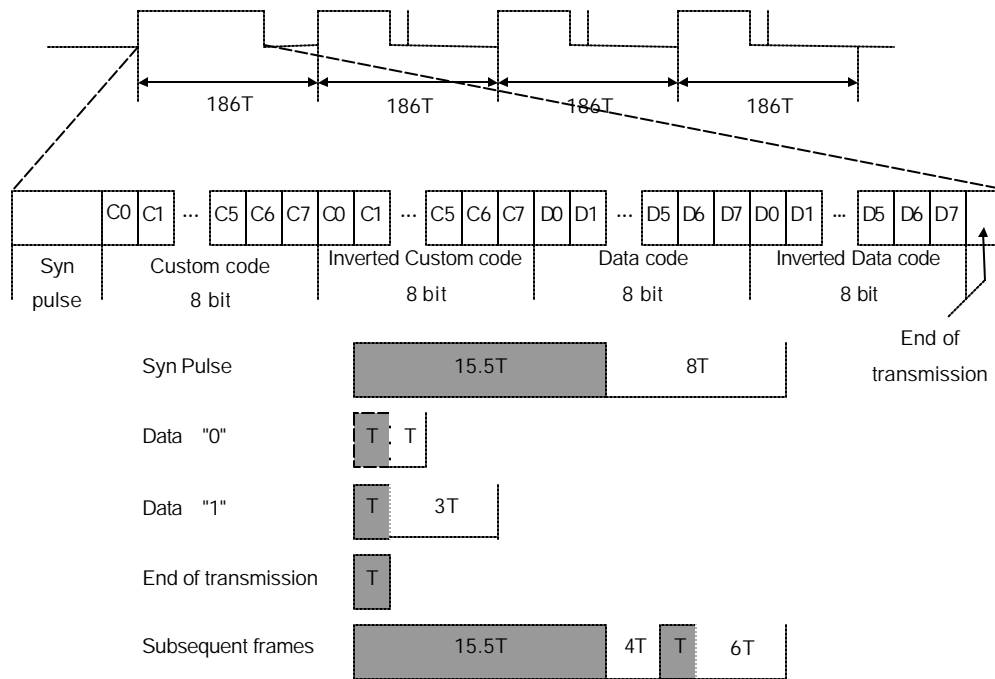 186T 186T 186T 186T
C0 C1 ... C5 C6 C7 C0 C1 ... C5 C6 C7 D0 D1 ... D5 D6 D7 D0 D1 ... D5 D6 D7
Syn pulse
Custom code 8 bit
Inverted Custom code 8 bit
Data code 8 bit
Inverted Data code 8 bit
End of transmission
Syn Pulse 15.5T 8T
Data "0" T T
Data "1" T 3T
End of transmission T
Subsequent frames 15.5T 4T T 6T